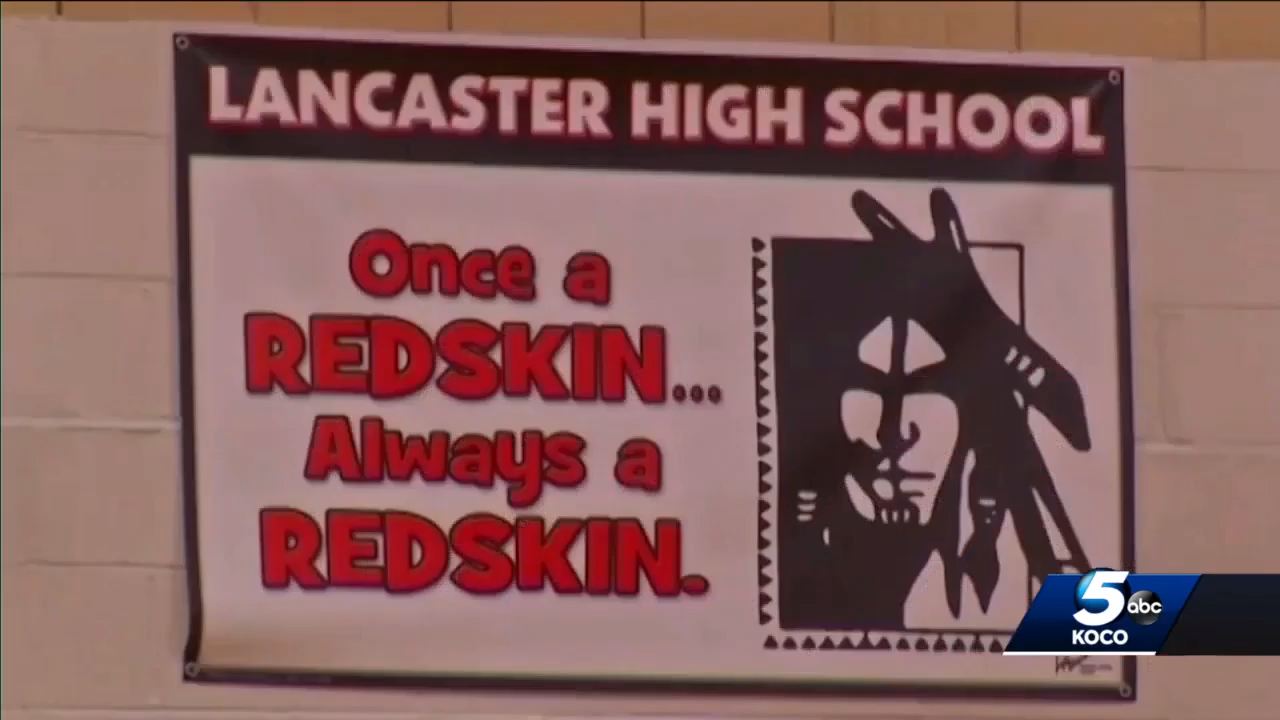 LANCASTER HIGH SCHOOL
Once a
REDSKIN...
Always a
REDSKIN.
5 abc
KOCO